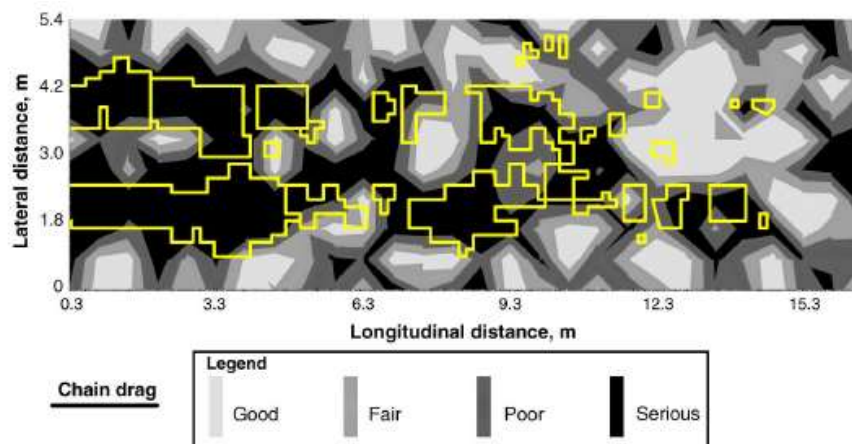 5.4
4.2
3.0
1.8
0
Lateral distance, m
0.3 3.3 6.3 9.3 12.3 15.3
Longitudinal distance, m
Legend
Chain drag
Good Fair Poor Serious